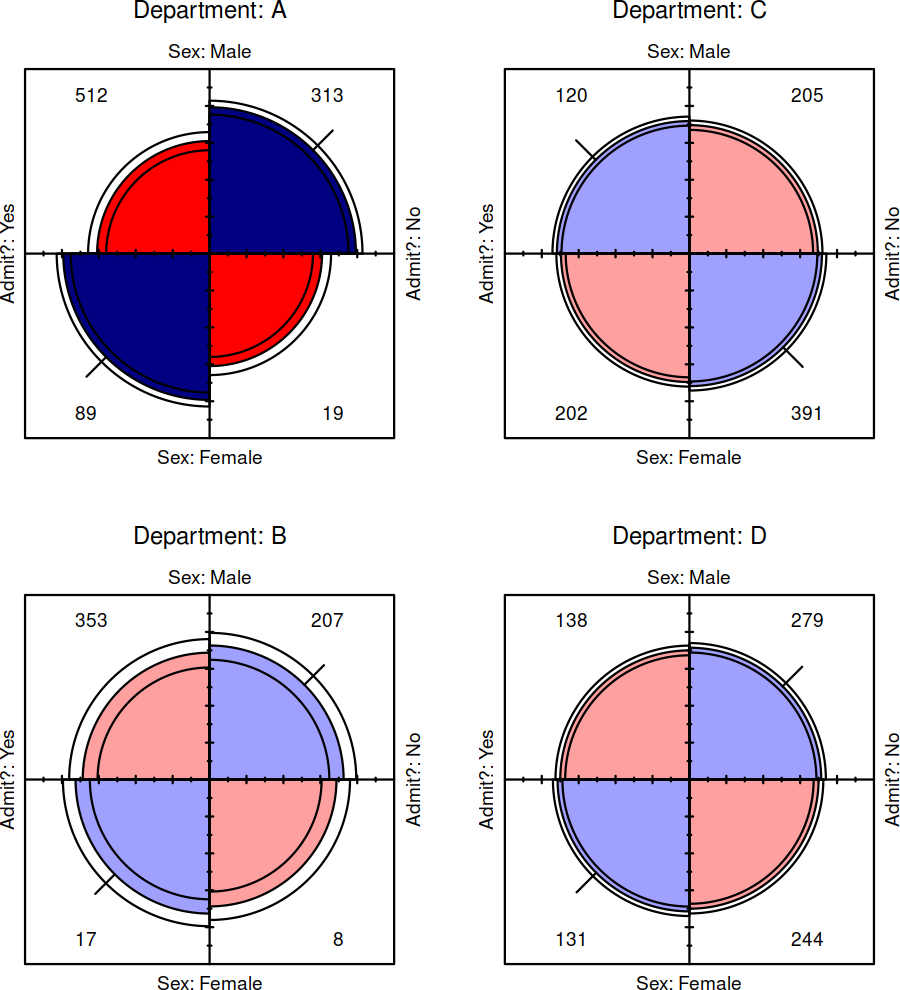 Department: A
Sex: Male
512
313
Admit?: Yes
Admit?: No
89
19
Sex: Female
Department: C
Sex: Male
120
205
Admit?: Yes
Admit?: No
202
391
Sex: Female
Department: B
Sex: Male
353
207
Admit?: Yes
Admit?: No
17
8
Sex: Female
Department: D
Sex: Male
138
279
Admit?: Yes
Admit?: No
131
244
Sex: Female